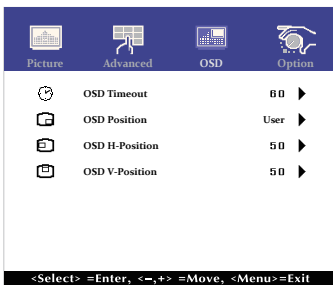 Picture Advanced OSD Option
OSD Timeout 60
OSD Position User
OSD H-Position 50
OSD V-Position 50
<Select> =Enter, <–,+> =Move, <Menu>=Exit